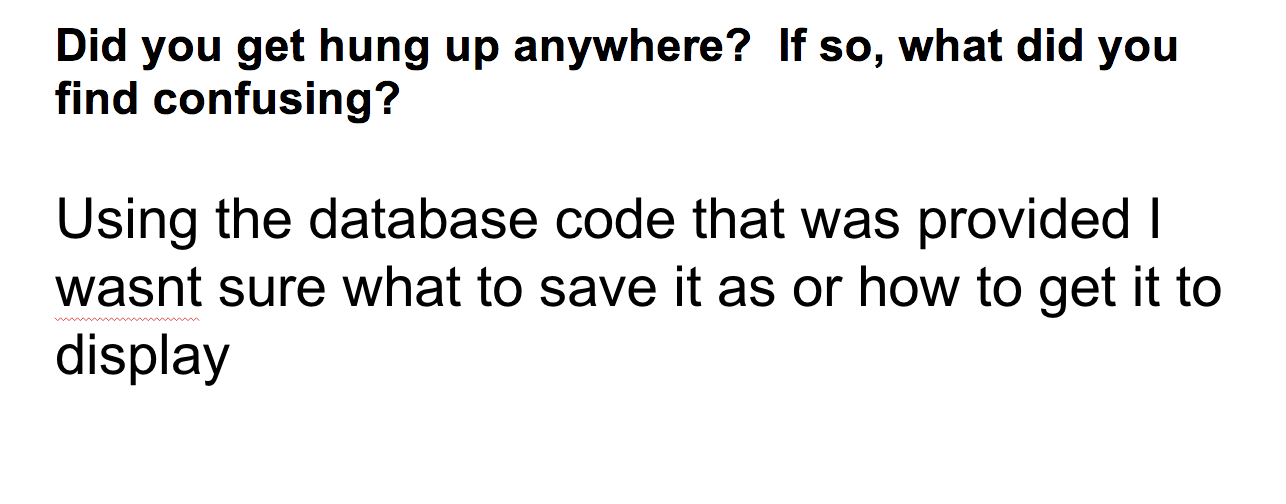 Did you get hung up anywhere?  If so, what did you
find confusing?
Using the database code that was provided I
wasnt sure what to save it as or how to get it to
display